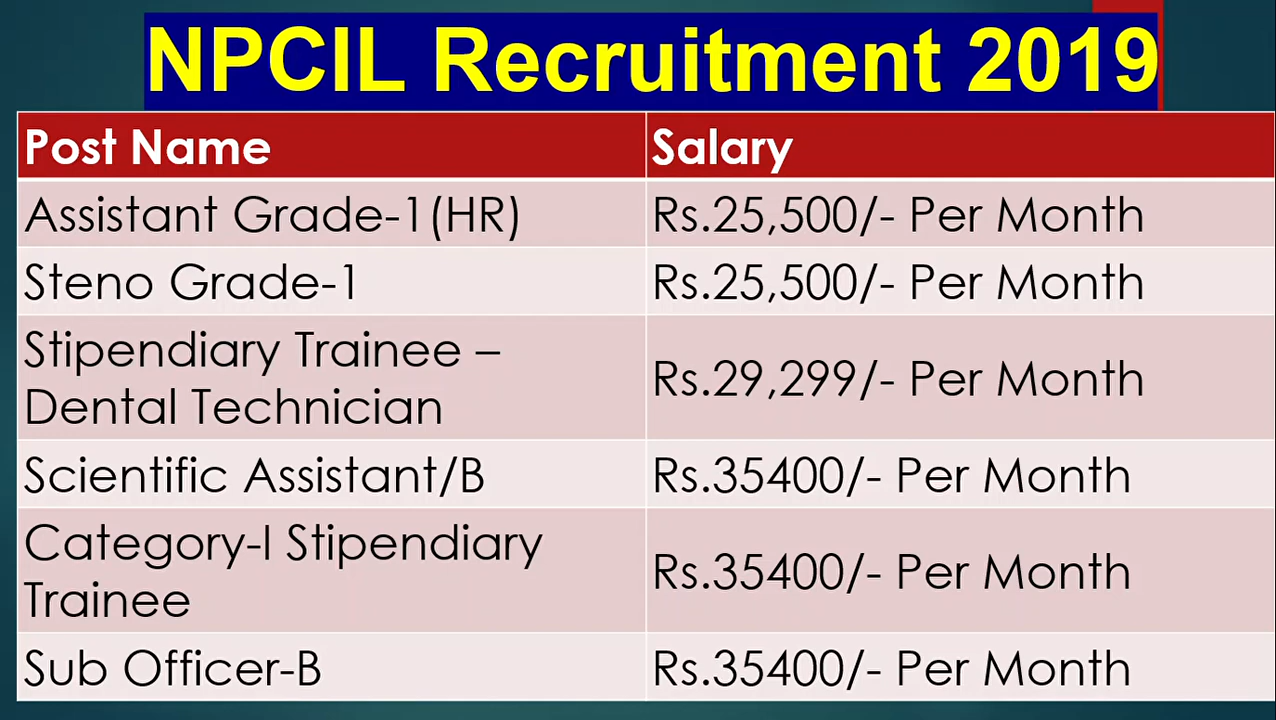 NPCIL Recruitment 2019
Post Name Salary
Assistant Grade-1(HR) Rs.25,500/- Per Month
Steno Grade-1 Rs.25,500/- Per Month
Stipendiary Trainee –
Dental Technician
Rs.29,299/- Per Month
Scientific Assistant/B Rs.35400/- Per Month
Category-I Stipendiary
Trainee
Rs.35400/- Per Month
Sub Officer-B Rs.35400/- Per Month